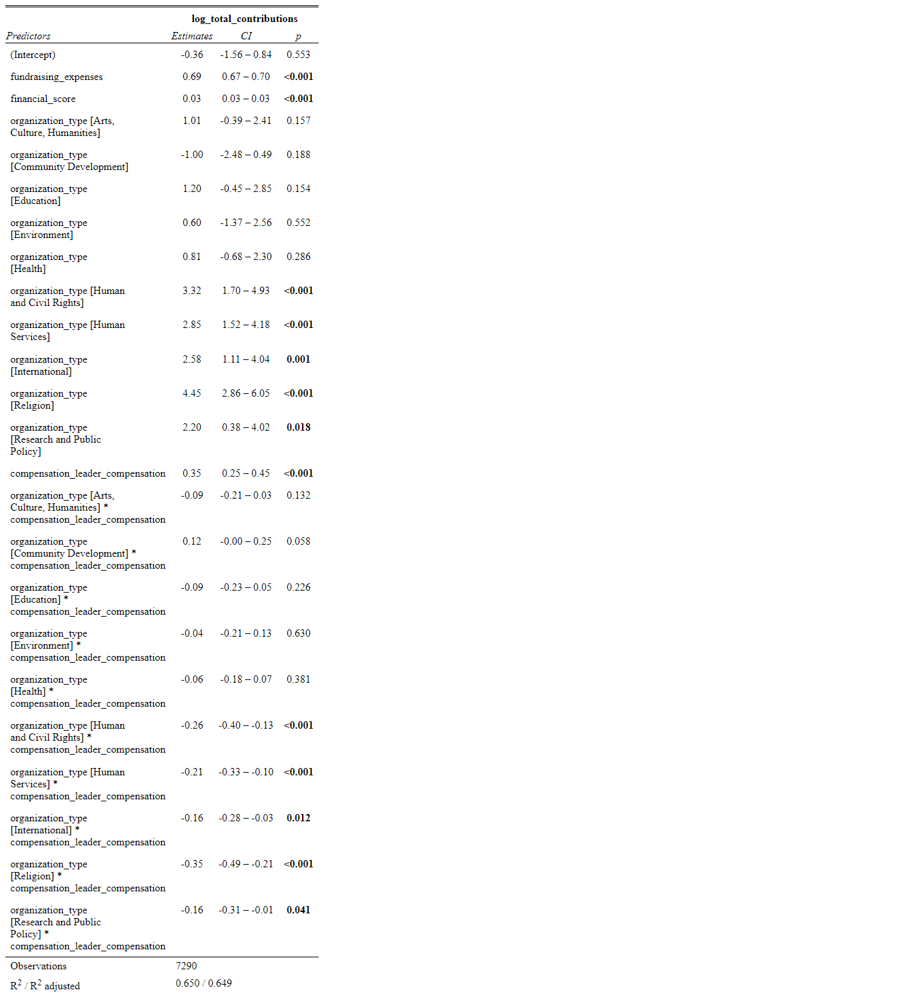 log_total_contributions
Predictors Estimates CI p
(Intercept) -0.36 -1.56 – 0.84 0.553
fundraising_expenses 0.69 0.67 – 0.70 <0.001
financial_score 0.03 0.03 – 0.03 <0.001
organization_type [Arts, 1.01 -0.39 – 2.41 0.157
Culture, Humanities]
organization_type -1.00 -2.48 – 0.49 0.188
[Community Development]
organization_type 1.20 -0.45 – 2.85 0.154
[Education]
organization_type 0.60 -1.37 – 2.56 0.552
[Environment]
organization_type 0.81 -0.68 – 2.30 0.286
[Health]
organization_type [Human 3.32 1.70 – 4.93 <0.001
and Civil Rights]
organization_type [Human 2.85 1.52 – 4.18 <0.001
Services]
organization_type 2.58 1.11 – 4.04 0.001
[International]
organization_type 4.45 2.86 – 6.05 <0.001
[Religion]
organization_type 2.20 0.38 – 4.02 0.018
[Research and Public
Policy]
compensation_leader_compensation 0.35 0.25 – 0.45 <0.001
organization_type [Arts, -0.09 -0.21 – 0.03 0.132
Culture, Humanities] *
compensation_leader_compensation
organization_type 0.12 -0.00 – 0.25 0.058
[Community Development] *
compensation_leader_compensation
organization_type -0.09 -0.23 – 0.05 0.226
[Education] *
compensation_leader_compensation
organization_type -0.04 -0.21 – 0.13 0.630
[Environment] *
compensation_leader_compensation
organization_type -0.06 -0.18 – 0.07 0.381
[Health] *
compensation_leader_compensation
organization_type [Human -0.26 -0.40 – -0.13 <0.001
and Civil Rights] *
compensation_leader_compensation
organization_type [Human -0.21 -0.33 – -0.10 <0.001
Services] *
compensation_leader_compensation
organization_type -0.16 -0.28 – -0.03 0.012
[International] *
compensation_leader_compensation
organization_type -0.35 -0.49 – -0.21 <0.001
[Religion] *
compensation_leader_compensation
organization_type -0.16 -0.31 – -0.01 0.041
[Research and Public
Policy] *
compensation_leader_compensation
Observations 7290
R² / R² adjusted 0.650 / 0.649